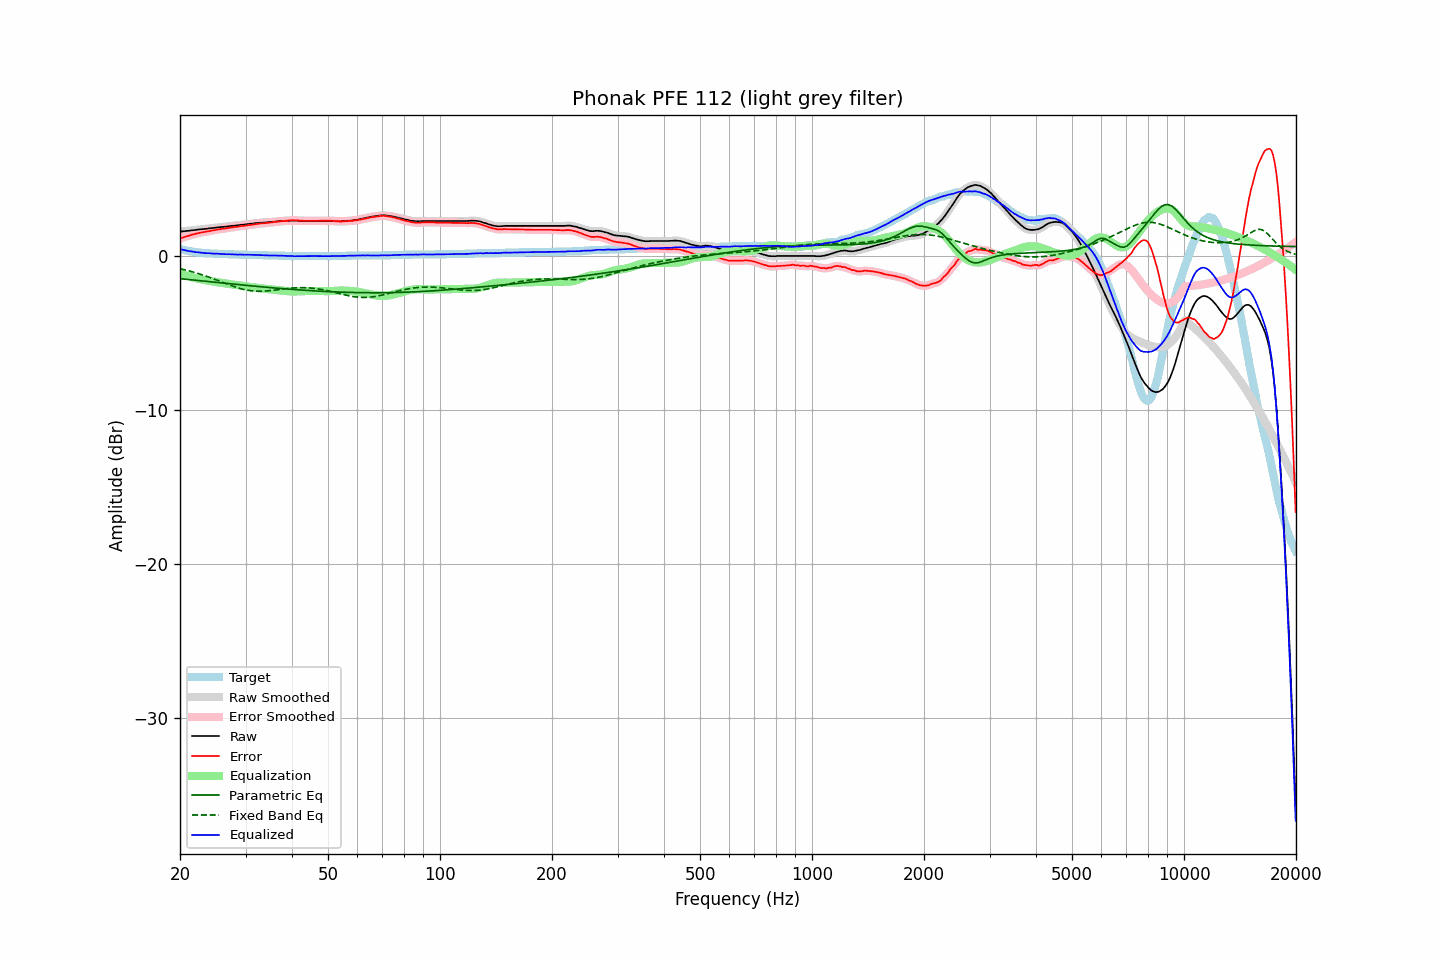 Phonak PFE 112 (light grey filter)
Amplitude (dBr)
0
−10
−20
−30
Target
Raw Smoothed
Error Smoothed
Raw
Error
Equalization
Parametric Eq
Fixed Band Eq
Equalized
20 50 100 200 500 1000 2000 5000 10000 20000
Frequency (Hz)